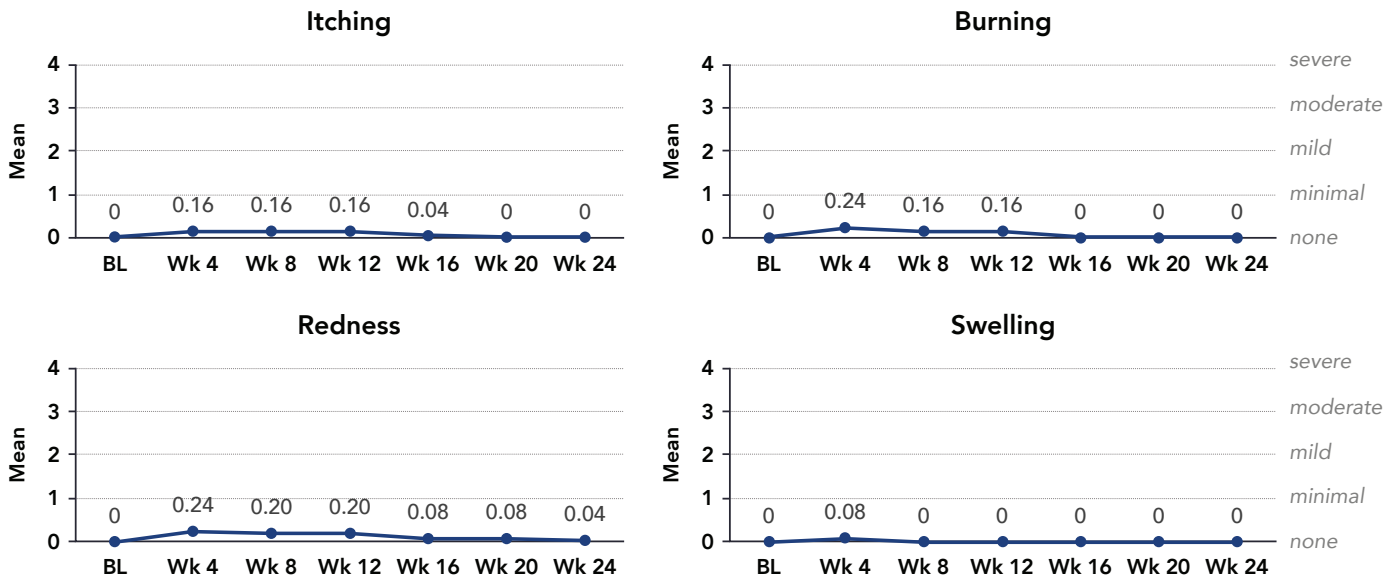 Itching
Mean
4
3
2
1
0
0 0.16 0.16 0.16 0.04 0 0
BL Wk 4 Wk 8 Wk 12 Wk 16 Wk 20 Wk 24
Burning
Mean
4
3
2
1
0
0 0.24 0.16 0.16 0 0 0
BL Wk 4 Wk 8 Wk 12 Wk 16 Wk 20 Wk 24
severe
moderate
mild
minimal
none
Redness
Mean
4
3
2
1
0
0 0.24 0.20 0.20 0.08 0.08 0.04
BL Wk 4 Wk 8 Wk 12 Wk 16 Wk 20 Wk 24
Swelling
Mean
4
3
2
1
0
0 0.08 0 0 0 0 0
BL Wk 4 Wk 8 Wk 12 Wk 16 Wk 20 Wk 24
severe
moderate
mild
minimal
none